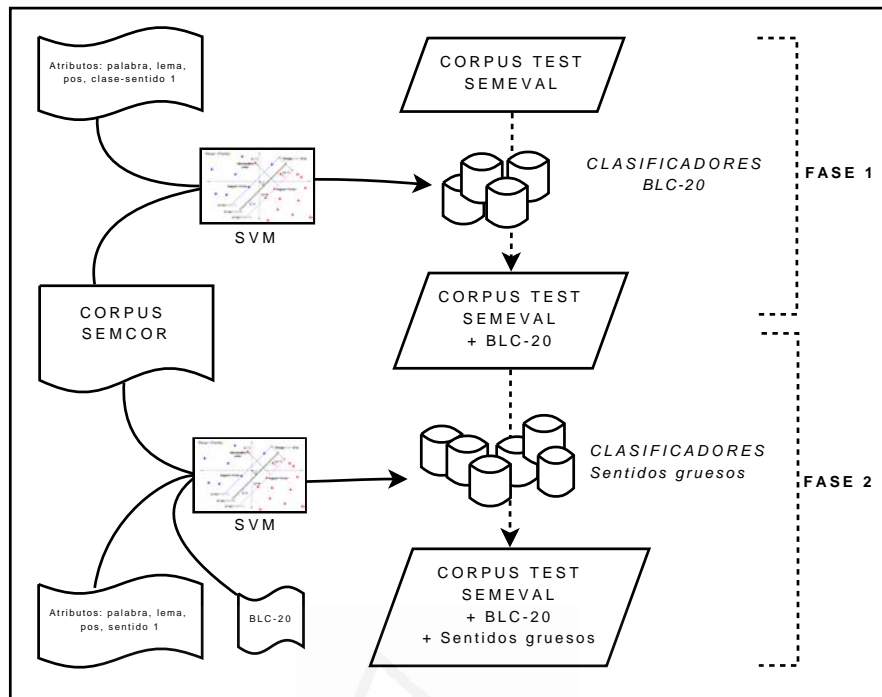 Atributos: palabra, lema,
pos, clase-sentido 1
CORPUS TEST
SEMEVAL
CLASIFICADORES
BLC-20
FASE 1
SVM
CORPUS
SEMCOR
CORPUS TEST
SEMEVAL
+ BLC-20
CLASIFICADORES
Sentidos gruesos
FASE 2
SVM
Atributos: palabra, lema,
pos, sentido 1
BLC-20
CORPUS TEST
SEMEVAL
+ BLC-20
+ Sentidos gruesos